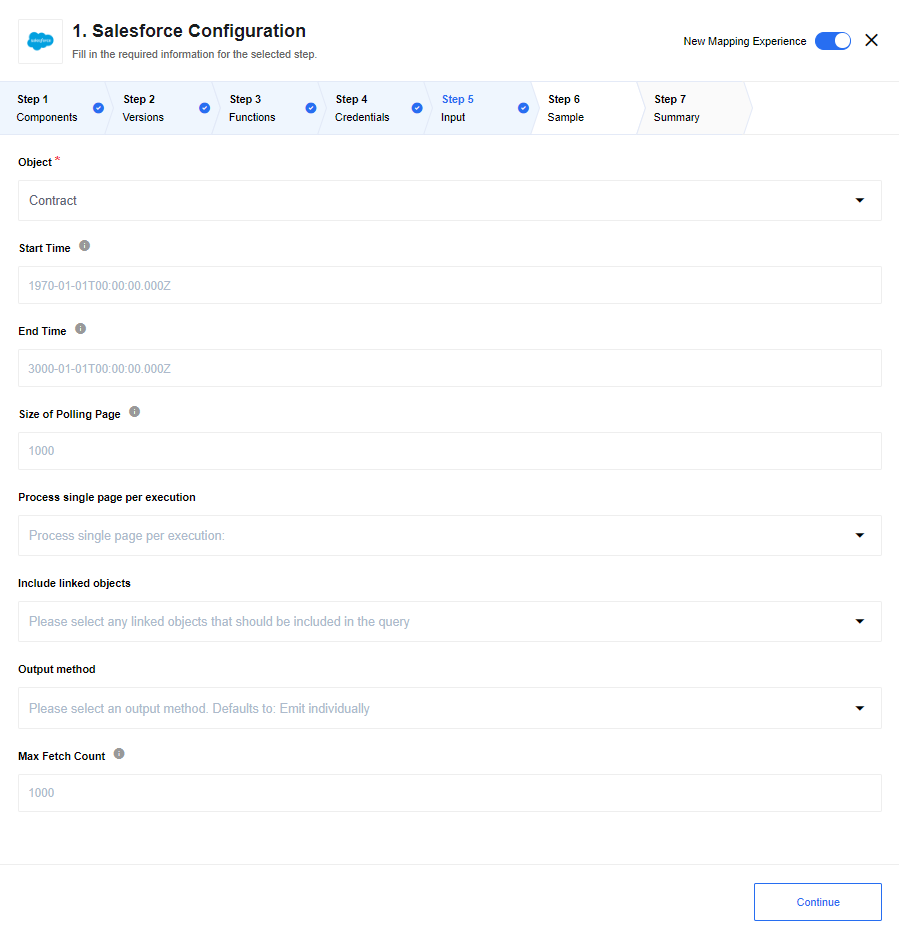 salesforce
1. Salesforce Configuration
Fill in the required information for the selected step.
New Mapping Experience
Step 1
Components
Step 2
Versions
Step 3
Functions
Step 4
Credentials
Step 5
Input
Step 6
Sample
Step 7
Summary
Object *
Contract
Start Time
1970-01-01T00:00:00.000Z
End Time
3000-01-01T00:00:00.000Z
Size of Polling Page
1000
Process single page per execution
Process single page per execution:
Include linked objects
Please select any linked objects that should be included in the query
Output method
Please select an output method. Defaults to: Emit individually
Max Fetch Count
1000
Continue